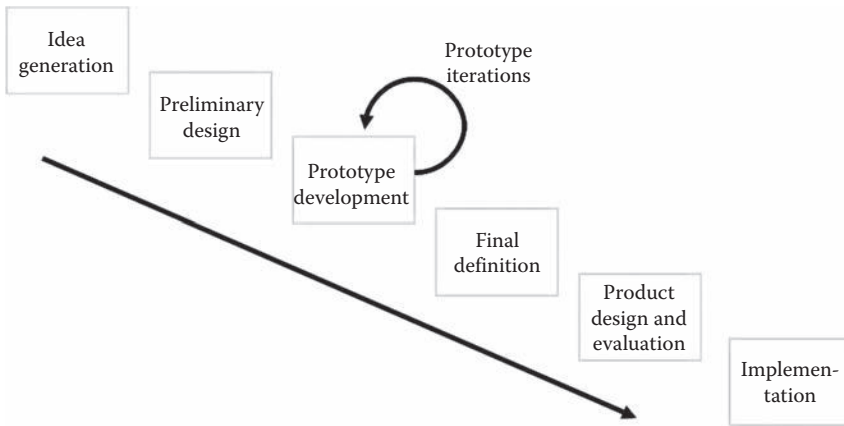 Idea
generation
Preliminary
design
Prototype
iterations
Prototype
development
Final
definition
Product
design and
evaluation
Implemen-
tation